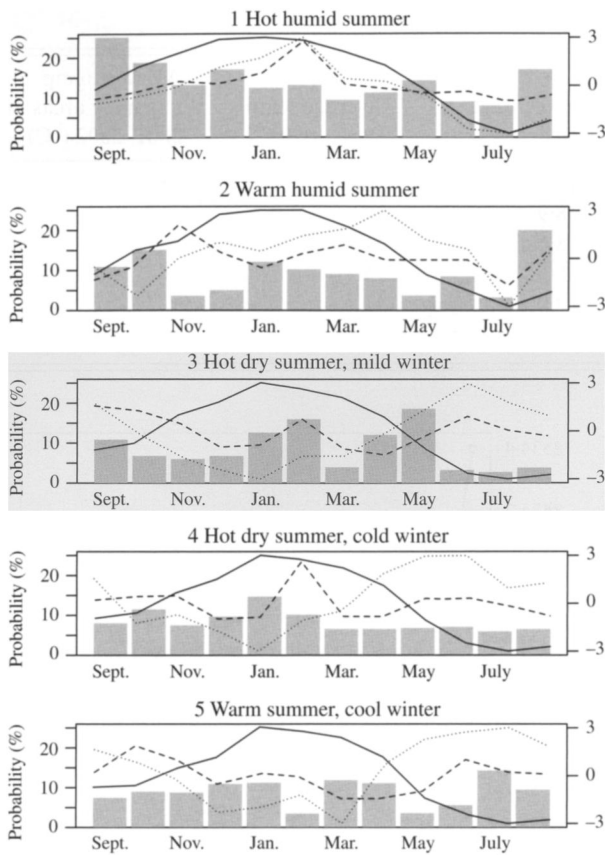 1 Hot humid summer
Probability (%)
20
10
0
3
0
−3
Sept. Nov. Jan. Mar. May July
2 Warm humid summer
Probability (%)
20
10
0
3
0
−3
Sept. Nov. Jan. Mar. May July
3 Hot dry summer, mild winter
Probability (%)
20
10
0
3
0
−3
Sept. Nov. Jan. Mar. May July
4 Hot dry summer, cold winter
Probability (%)
20
10
0
3
0
−3
Sept. Nov. Jan. Mar. May July
5 Warm summer, cool winter
Probability (%)
20
10
0
3
0
−3
Sept. Nov. Jan. Mar. May July